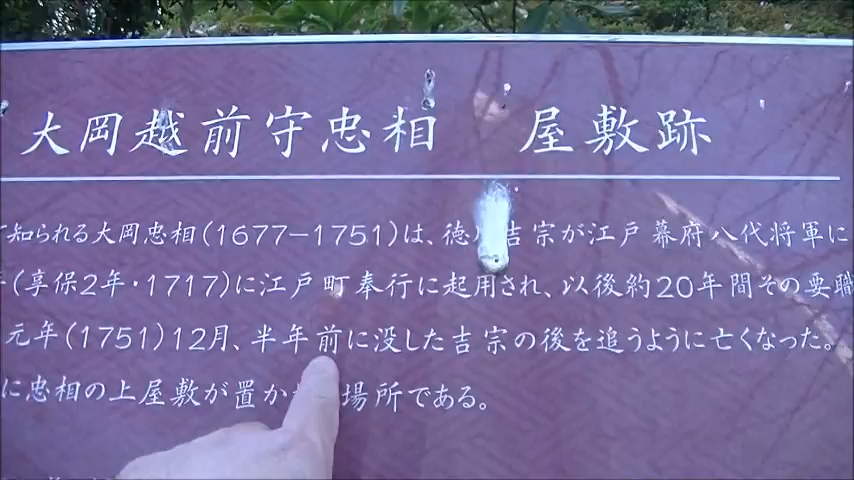 大岡越前守忠相 屋敷跡
知られる大岡忠相(1677−1751)は、徳 吉宗が江戸幕府八代将軍に
(享保2年・1717)に江戸町奉行に起用され、以後約20年間その要職
元年(1751)12月、半年前に没した吉宗の後を追うように亡くなった。
に忠相の上屋敷が置か 場所である。